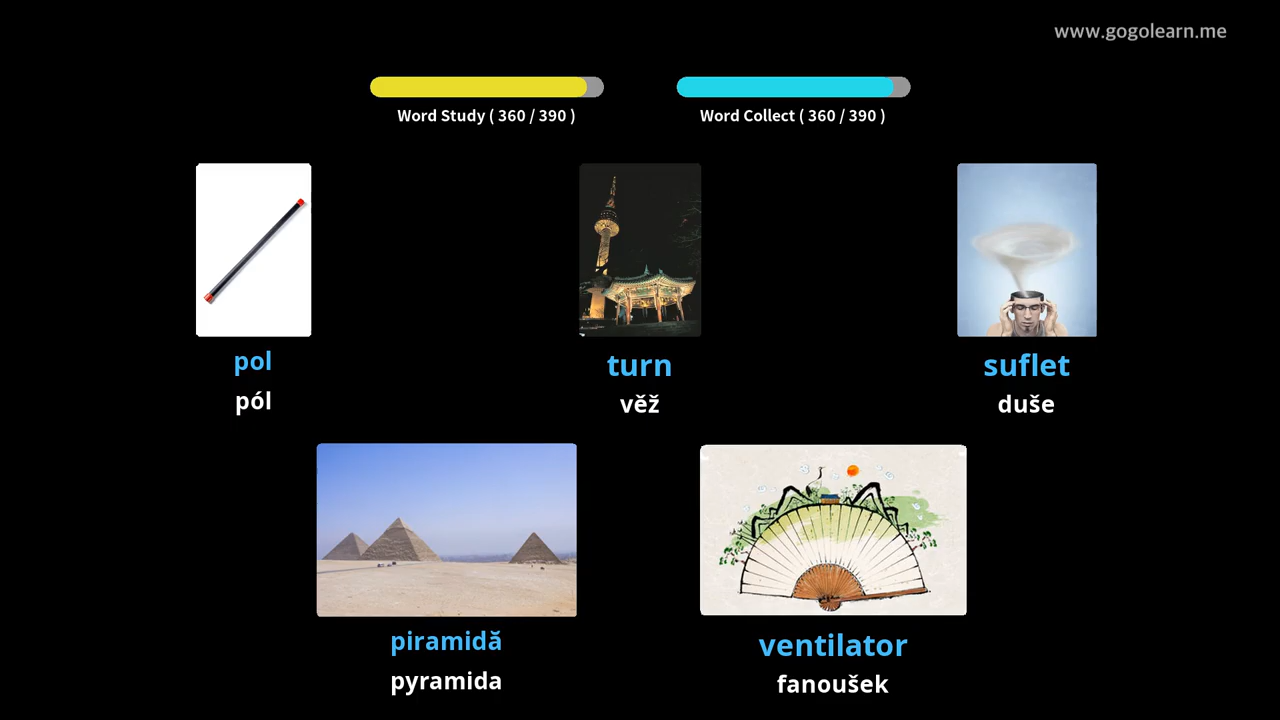 www.gogolearn.me
Word Study ( 360 / 390 )
Word Collect ( 360 / 390 )
pol
pól
turn
věž
suflet
duše
piramidă
pyramida
ventilator
fanoušek